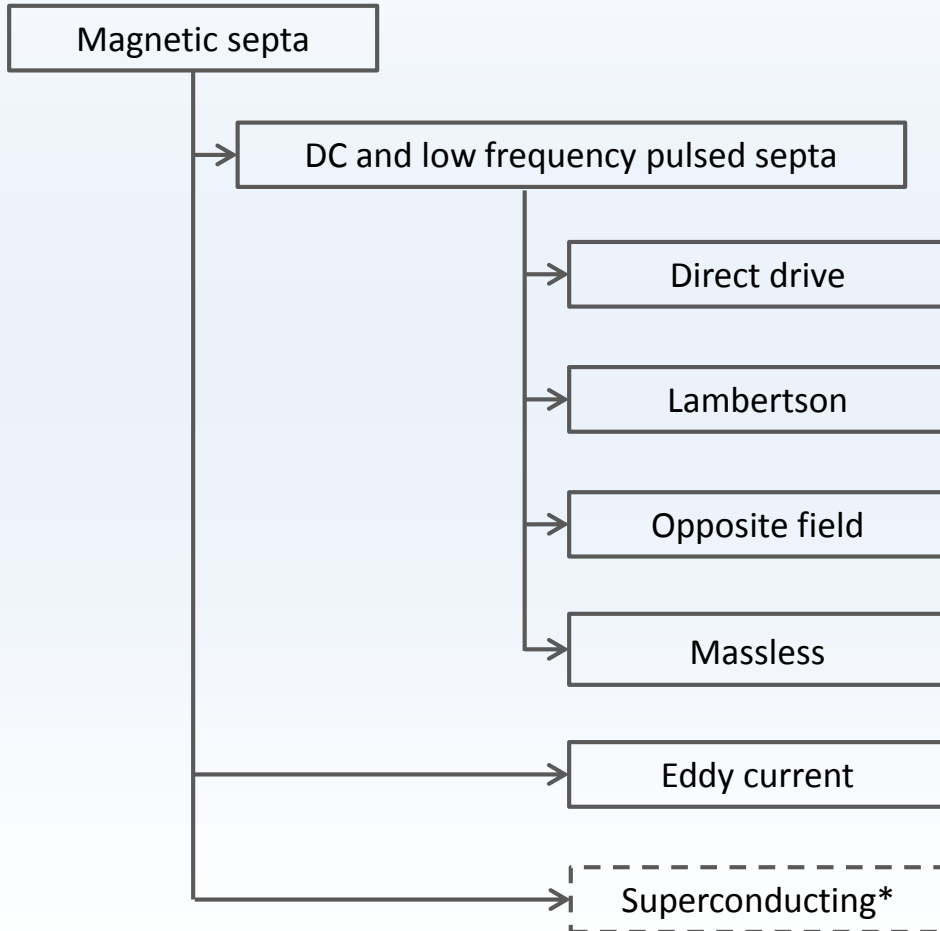 Magnetic septa
DC and low frequency pulsed septa
Direct drive
Lambertson
Opposite field
Massless
Eddy current
Superconducting*